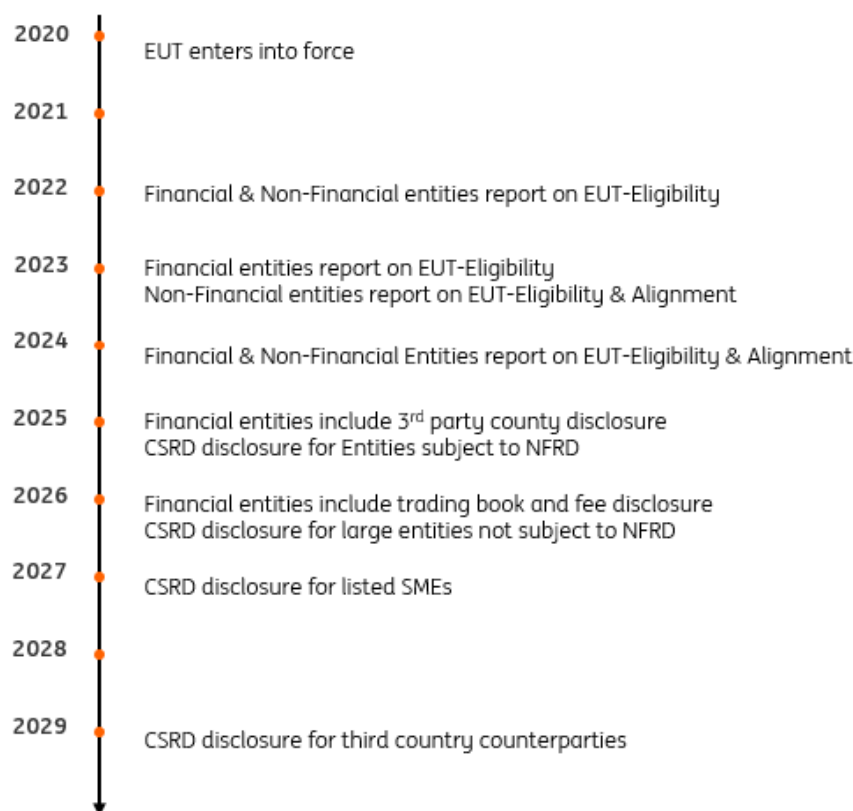 2020
EUT enters into force
2021
2022
Financial & Non-Financial entities report on EUT-Eligibility
2023
Financial entities report on EUT-Eligibility
Non-Financial entities report on EUT-Eligibility & Alignment
2024
Financial & Non-Financial Entities report on EUT-Eligibility & Alignment
2025
Financial entities include 3rd party county disclosure
CSRD disclosure for Entities subject to NFRD
2026
Financial entities include trading book and fee disclosure
CSRD disclosure for large entities not subject to NFRD
2027
CSRD disclosure for listed SMEs
2028
2029
CSRD disclosure for third country counterparties